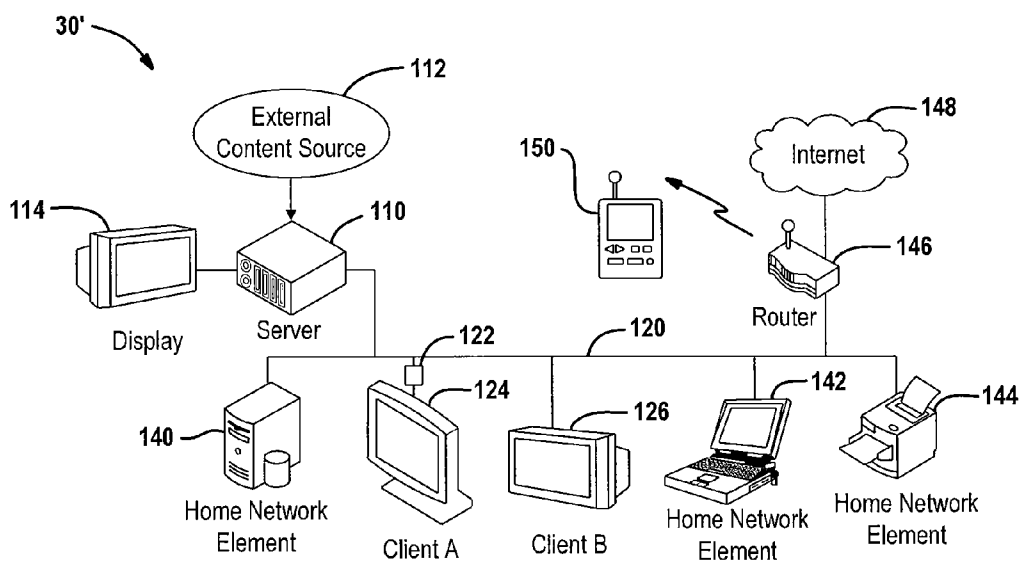 30'
112
External
Content Source
148
Internet
150
114
110
146
Display
Server
Router
122
120
124
142
144
126
140
Home Network
Element
Client A
Client B
Home Network
Element
Home Network
Element